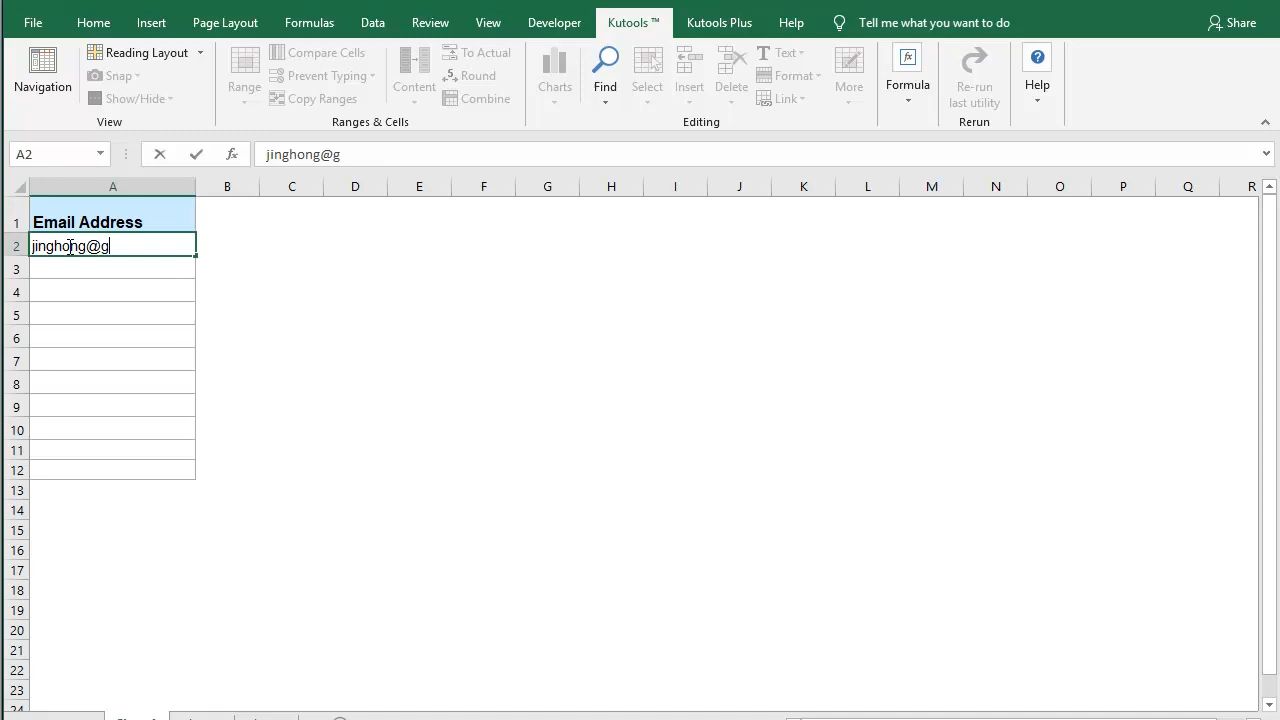 File Home Insert Page Layout Formulas Data Review View Developer Kutools ™ Kutools Plus Help Tell me what you want to do Share
Navigation
Reading Layout
Snap
Show/Hide
View
Range
Compare Cells
Prevent Typing
Copy Ranges
Content
To Actual
Round
Combine
Ranges & Cells
Charts
Find
Select
Insert
Delete
Text
Format
Link
More
Editing
Formula
Re-run
last utility
Rerun
Help
A2
fx
jinghong@g
A B C D E F G H I J K L M N O P Q R
1 Email Address
2 jinghong@g
3
4
5
6
7
8
9
10
11
12
13
14
15
16
17
18
19
20
21
22
23
24